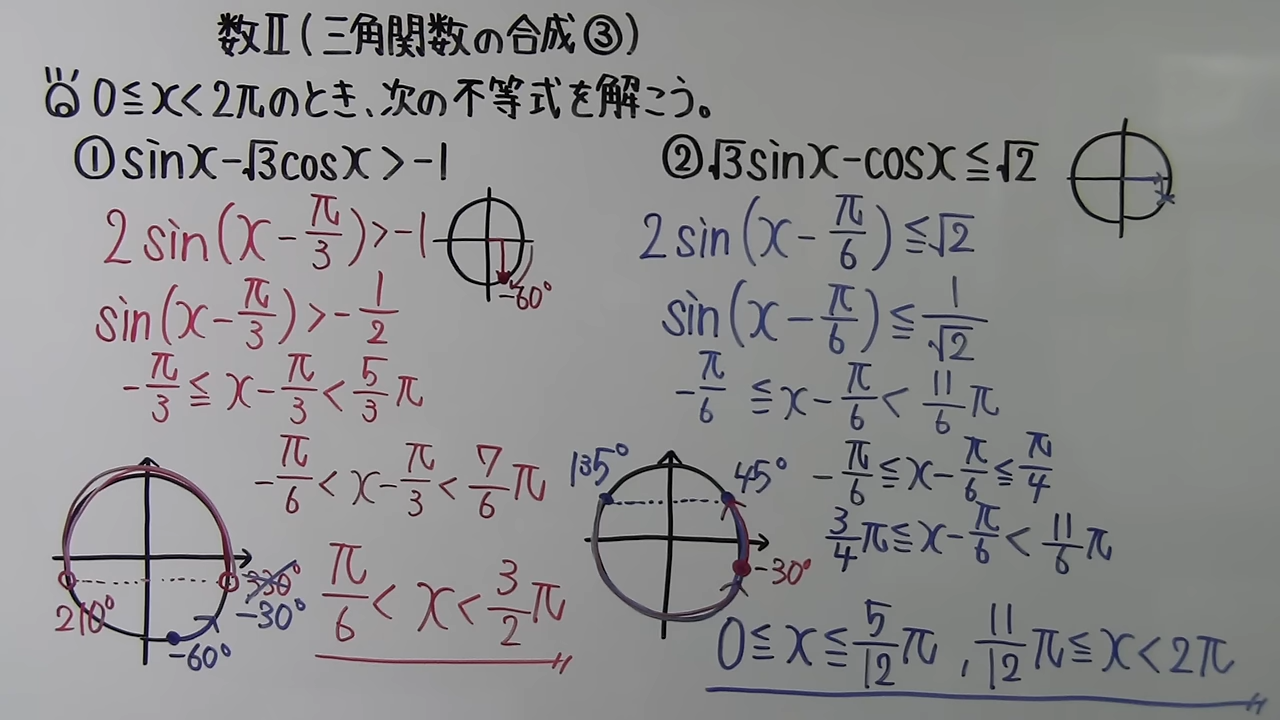 数Ⅱ(三角関数の合成③)
0≦x<2πのとき、次の不等式を解こう。
①sinx-√3cosx>-1
2sin(x-π/3)>-1
-60°
sin(x-π/3)>-1/2
-π/3≦x-π/3<5/3π
-π/6<x-π/3<7/6π
210°
330°
-30°
-60°
π/6<x<3/2π
②√3sinx-cosx≦√2
2sin(x-π/6)≦√2
sin(x-π/6)≦1/√2
-π/6≦x-π/6<11/6π
135°
45°
-30°
-π/6≦x-π/6≦π/4
3/4π≦x-π/6<11/6π
0≦x≦5/12π,11/12π≦x<2π